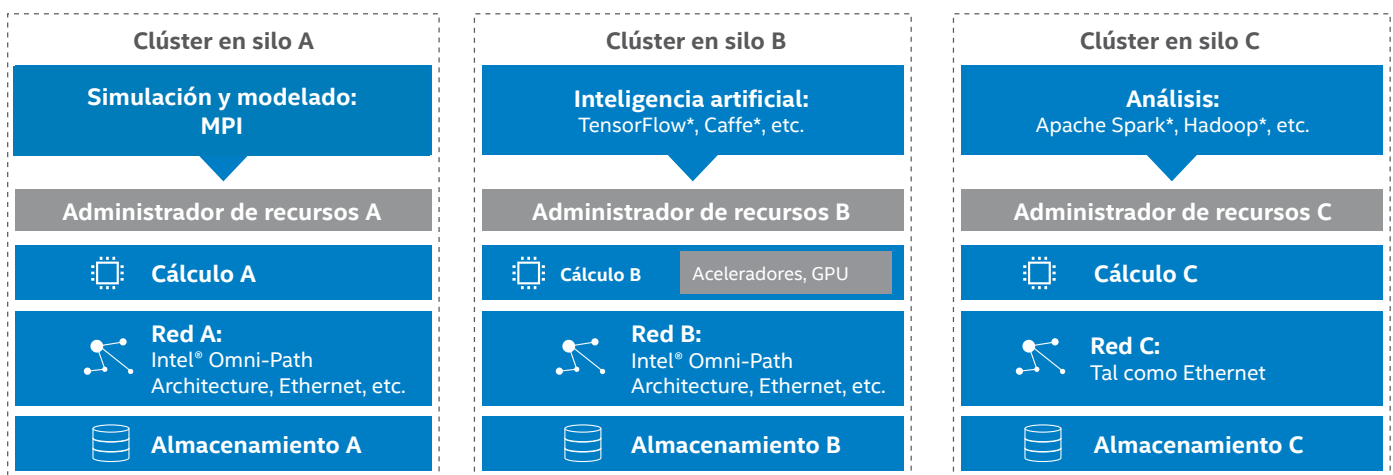 Clúster en silo A
Simulación y modelado:
MPI
Administrador de recursos A
Cálculo A
Red A:
Intel® Omni-Path
Architecture, Ethernet, etc.
Almacenamiento A
Clúster en silo B
Inteligencia artificial:
TensorFlow*, Caffe*, etc.
Administrador de recursos B
Cálculo B
Aceleradores, GPU
Red B:
Intel® Omni-Path
Architecture, Ethernet, etc.
Almacenamiento B
Clúster en silo C
Análisis:
Apache Spark*, Hadoop*, etc.
Administrador de recursos C
Cálculo C
Red C:
Tal como Ethernet
Almacenamiento C